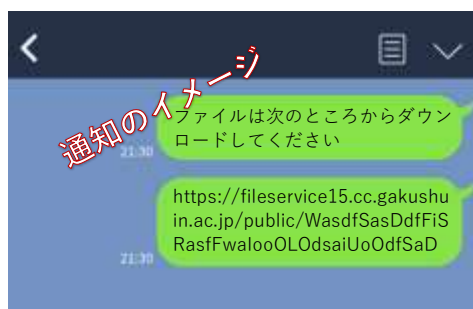 通知のイメージ
ファイルは次のところからダウン
ロードしてください
21:30
https://fileservice15.cc.gakushu
in.ac.jp/public/WasdfSasDdfFiS
RasfFwalooOLOdsaiUoOdfSaD
21:30